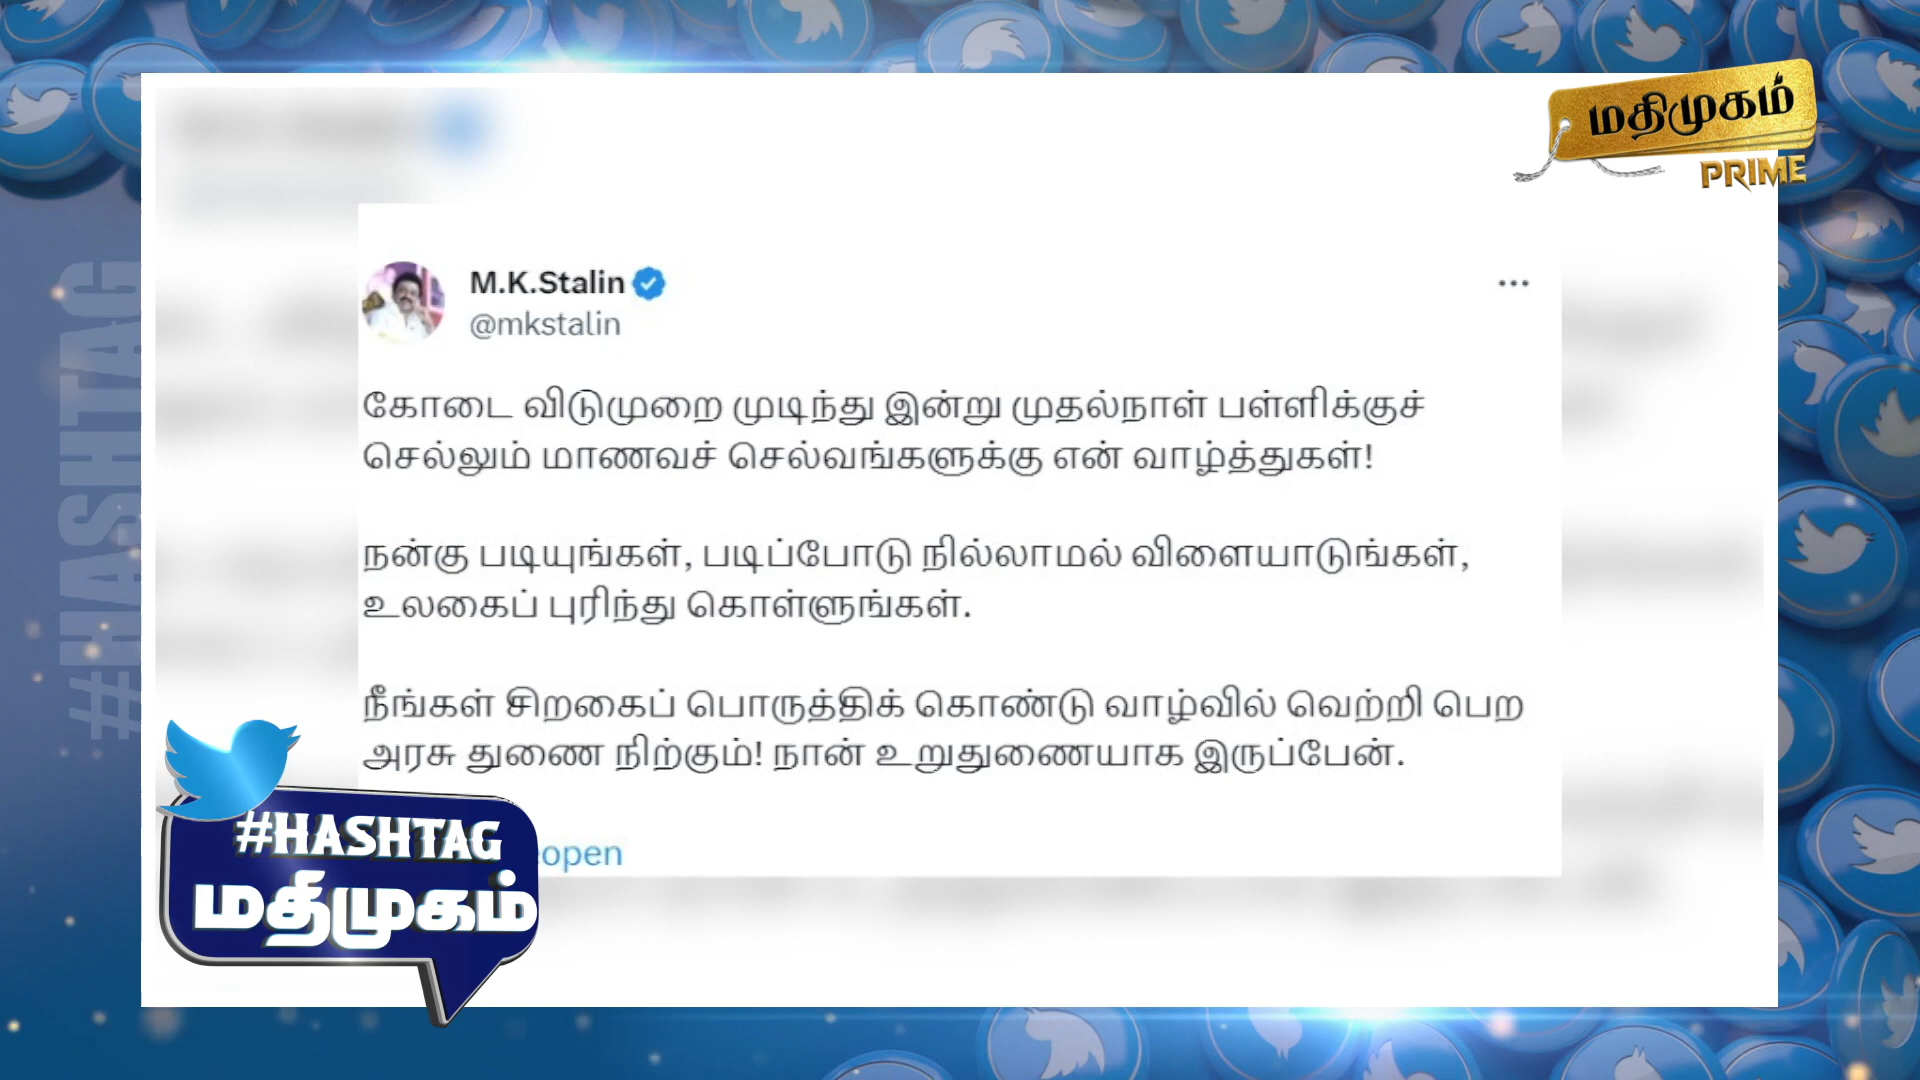 மதிமுகம்
PRIME
#HASHTAG
M.K.Stalin
@mkstalin
கோடை விடுமுறை முடிந்து இன்று முதல்நாள் பள்ளிக்குச்
செல்லும் மாணவச் செல்வங்களுக்கு என் வாழ்த்துகள்!
நன்கு படியுங்கள், படிப்போடு நில்லாமல் விளையாடுங்கள்,
உலகைப் புரிந்து கொள்ளுங்கள்.
நீங்கள் சிறகைப் பொருத்திக் கொண்டு வாழ்வில் வெற்றி பெற
அரசு துணை நிற்கும்! நான் உறுதுணையாக இருப்பேன்.
eopen
#HASHTAG
மதிமுகம்